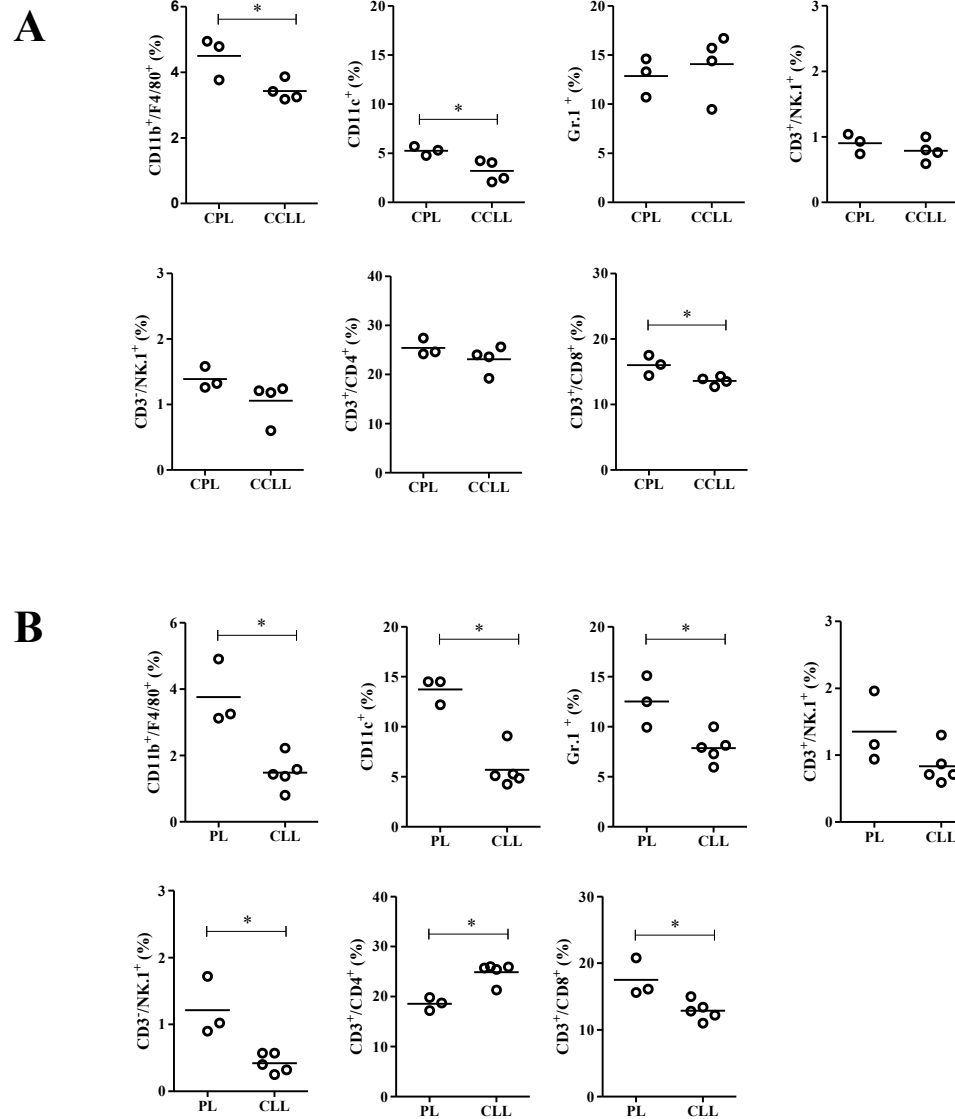 A
CD11b⁺/F4/80⁺ (%)
6
4
2
0
*
CPL CCLL
CD11c⁺ (%)
20
15
10
5
0
*
CPL CCLL
Gr.1 ⁺ (%)
20
15
10
5
0
CPL CCLL
CD3⁺/NK.1⁺ (%)
3
2
1
0
CPL CCLL
CD3⁻/NK.1⁺ (%)
3
2
1
0
CPL CCLL
CD3⁺/CD4⁺ (%)
40
30
20
10
0
CPL CCLL
CD3⁺/CD8⁺ (%)
30
20
10
0
*
CPL CCLL
B
CD11b⁺/F4/80⁺ (%)
6
4
2
0
*
PL CLL
CD11c⁺ (%)
20
15
10
5
0
*
PL CLL
Gr.1 ⁺ (%)
20
15
10
5
0
*
PL CLL
CD3⁺/NK.1⁺ (%)
3
2
1
0
PL CLL
CD3⁻/NK.1⁺ (%)
3
2
1
0
*
PL CLL
CD3⁺/CD4⁺ (%)
40
30
20
10
0
*
PL CLL
CD3⁺/CD8⁺ (%)
30
20
10
0
*
PL CLL